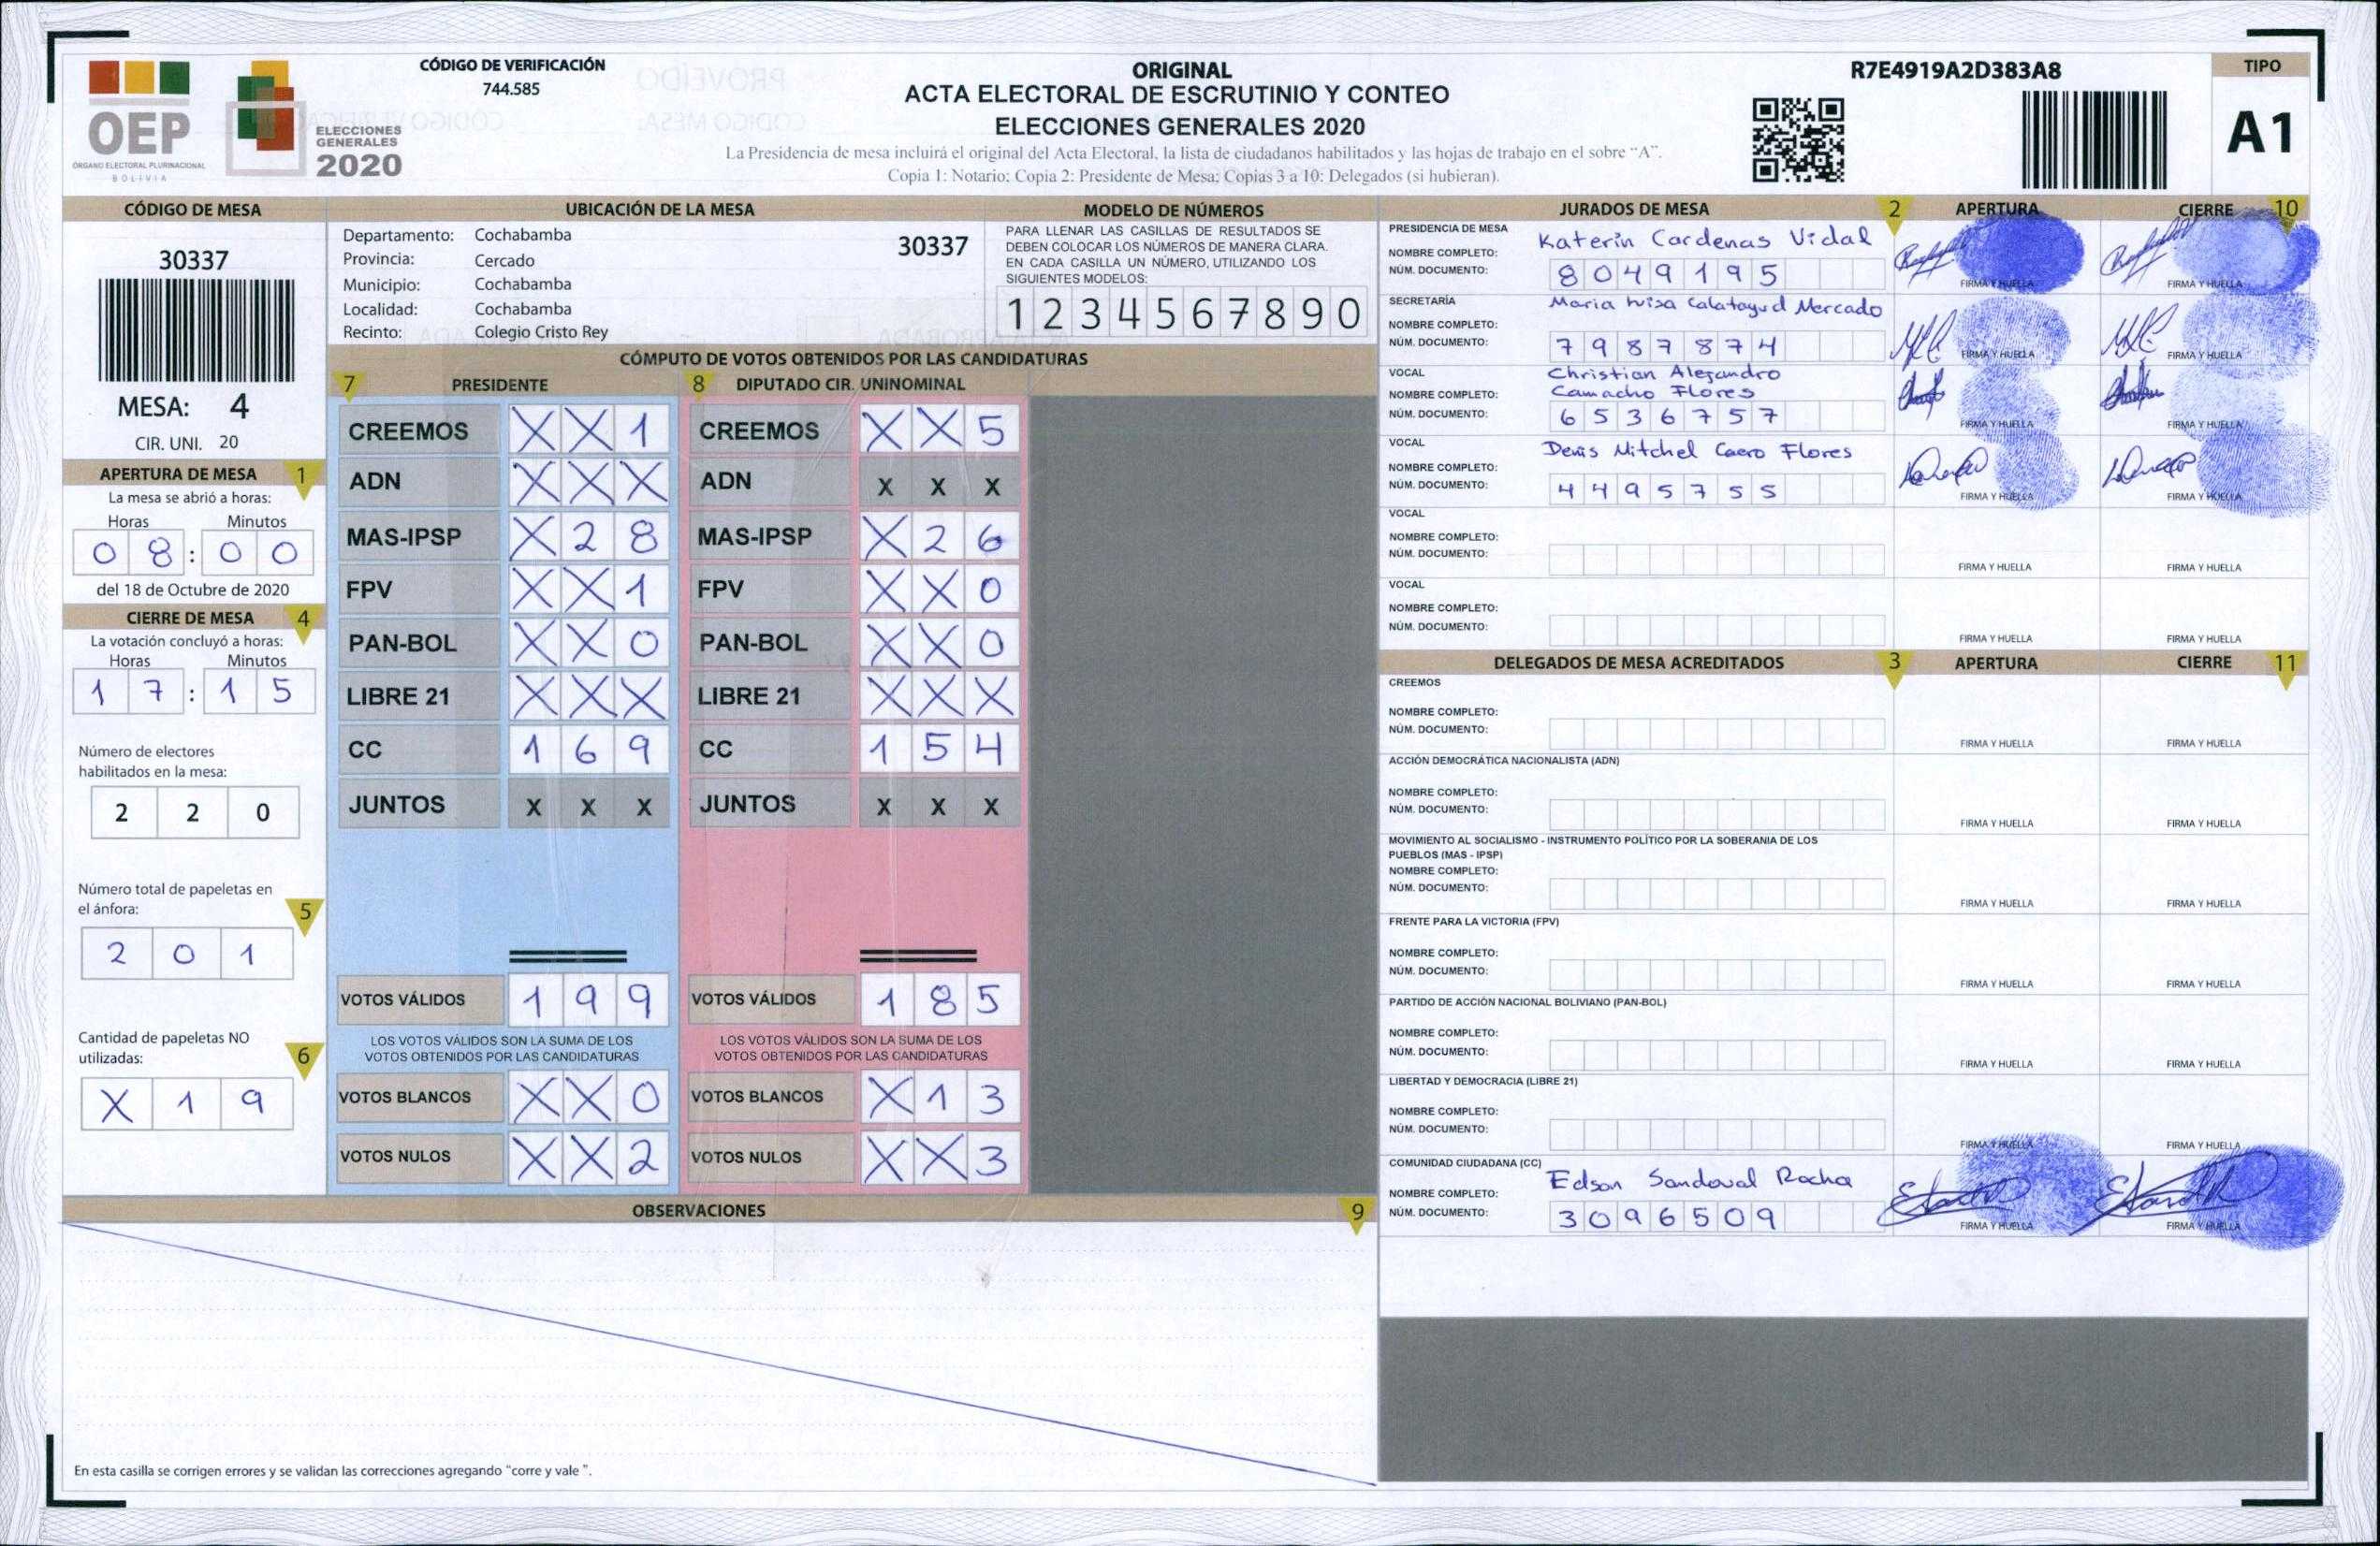 OEP
ÓRGANO ELECTORAL PLURINACIONAL
BOLIVIA
ELECCIONES
GENERALES
2020
CÓDIGO DE VERIFICACIÓN
744.585
ORIGINAL
ACTA ELECTORAL DE ESCRUTINIO Y CONTEO
ELECCIONES GENERALES 2020
La Presidencia de mesa incluirá el original del Acta Electoral, la lista de ciudadanos habilitados y las hojas de trabajo en el sobre “A”.
Copia 1: Notario; Copia 2: Presidente de Mesa; Copias 3 a 10: Delegados (si hubieran).
R7E4919A2D383A8
TIPO
A1
CÓDIGO DE MESA
30337
MESA: 4
CIR. UNI. 20
APERTURA DE MESA 1
La mesa se abrió a horas:
Horas Minutos
0 8 : 0 0
del 18 de Octubre de 2020
CIERRE DE MESA 4
La votación concluyó a horas:
Horas Minutos
1 7 : 1 5
Número de electores
habilitados en la mesa:
2 2 0
Número total de papeletas en
el ánfora: 5
2 0 1
Cantidad de papeletas NO
utilizadas: 6
X 1 9
UBICACIÓN DE LA MESA
Departamento: Cochabamba 30337
Provincia: Cercado
Municipio: Cochabamba
Localidad: Cochabamba
Recinto: Colegio Cristo Rey
MODELO DE NÚMEROS
PARA LLENAR LAS CASILLAS DE RESULTADOS SE
DEBEN COLOCAR LOS NÚMEROS DE MANERA CLARA.
EN CADA CASILLA UN NÚMERO, UTILIZANDO LOS
SIGUIENTES MODELOS:
1 2 3 4 5 6 7 8 9 0
CÓMPUTO DE VOTOS OBTENIDOS POR LAS CANDIDATURAS
7 PRESIDENTE 8 DIPUTADO CIR. UNINOMINAL
CREEMOS X X 1 CREEMOS X X 5
ADN X X X ADN X X X
MAS-IPSP X 2 8 MAS-IPSP X 2 6
FPV X X 1 FPV X X 0
PAN-BOL X X 0 PAN-BOL X X 0
LIBRE 21 X X X LIBRE 21 X X X
CC 1 6 9 CC 1 5 4
JUNTOS X X X JUNTOS X X X
VOTOS VÁLIDOS 1 9 9 VOTOS VÁLIDOS 1 8 5
LOS VOTOS VÁLIDOS SON LA SUMA DE LOS LOS VOTOS VÁLIDOS SON LA SUMA DE LOS
VOTOS OBTENIDOS POR LAS CANDIDATURAS VOTOS OBTENIDOS POR LAS CANDIDATURAS
VOTOS BLANCOS X X 0 VOTOS BLANCOS X 1 3
VOTOS NULOS X X 2 VOTOS NULOS X X 3
OBSERVACIONES 9
En esta casilla se corrigen errores y se validan las correcciones agregando “corre y vale ”.
JURADOS DE MESA 2 APERTURA CIERRE 10
PRESIDENCIA DE MESA
NOMBRE COMPLETO: Katerin Cardenas Vidal
NÚM. DOCUMENTO: 8 0 4 9 1 9 5
FIRMA Y HUELLA FIRMA Y HUELLA
SECRETARÍA
NOMBRE COMPLETO: Maria Luisa Calatayud Mercado
NÚM. DOCUMENTO: 7 9 8 7 8 7 4
FIRMA Y HUELLA FIRMA Y HUELLA
VOCAL
NOMBRE COMPLETO: Christian Alejandro
Camacho Flores
NÚM. DOCUMENTO: 6 5 3 6 7 5 7
FIRMA Y HUELLA FIRMA Y HUELLA
VOCAL
NOMBRE COMPLETO: Denis Mitchel Caero Flores
NÚM. DOCUMENTO: 4 4 9 5 7 5 5
FIRMA Y HUELLA FIRMA Y HUELLA
VOCAL
NOMBRE COMPLETO:
NÚM. DOCUMENTO:
FIRMA Y HUELLA FIRMA Y HUELLA
VOCAL
NOMBRE COMPLETO:
NÚM. DOCUMENTO:
FIRMA Y HUELLA FIRMA Y HUELLA
DELEGADOS DE MESA ACREDITADOS 3 APERTURA CIERRE 11
CREEMOS
NOMBRE COMPLETO:
NÚM. DOCUMENTO:
FIRMA Y HUELLA FIRMA Y HUELLA
ACCIÓN DEMOCRÁTICA NACIONALISTA (ADN)
NOMBRE COMPLETO:
NÚM. DOCUMENTO:
FIRMA Y HUELLA FIRMA Y HUELLA
MOVIMIENTO AL SOCIALISMO - INSTRUMENTO POLÍTICO POR LA SOBERANIA DE LOS
PUEBLOS (MAS - IPSP)
NOMBRE COMPLETO:
NÚM. DOCUMENTO:
FIRMA Y HUELLA FIRMA Y HUELLA
FRENTE PARA LA VICTORIA (FPV)
NOMBRE COMPLETO:
NÚM. DOCUMENTO:
FIRMA Y HUELLA FIRMA Y HUELLA
PARTIDO DE ACCIÓN NACIONAL BOLIVIANO (PAN-BOL)
NOMBRE COMPLETO:
NÚM. DOCUMENTO:
FIRMA Y HUELLA FIRMA Y HUELLA
LIBERTAD Y DEMOCRACIA (LIBRE 21)
NOMBRE COMPLETO:
NÚM. DOCUMENTO:
FIRMA Y HUELLA FIRMA Y HUELLA
COMUNIDAD CIUDADANA (CC)
NOMBRE COMPLETO: Edson Sandoval Rocha
NÚM. DOCUMENTO: 3 0 9 6 5 0 9
FIRMA Y HUELLA FIRMA Y HUELLA